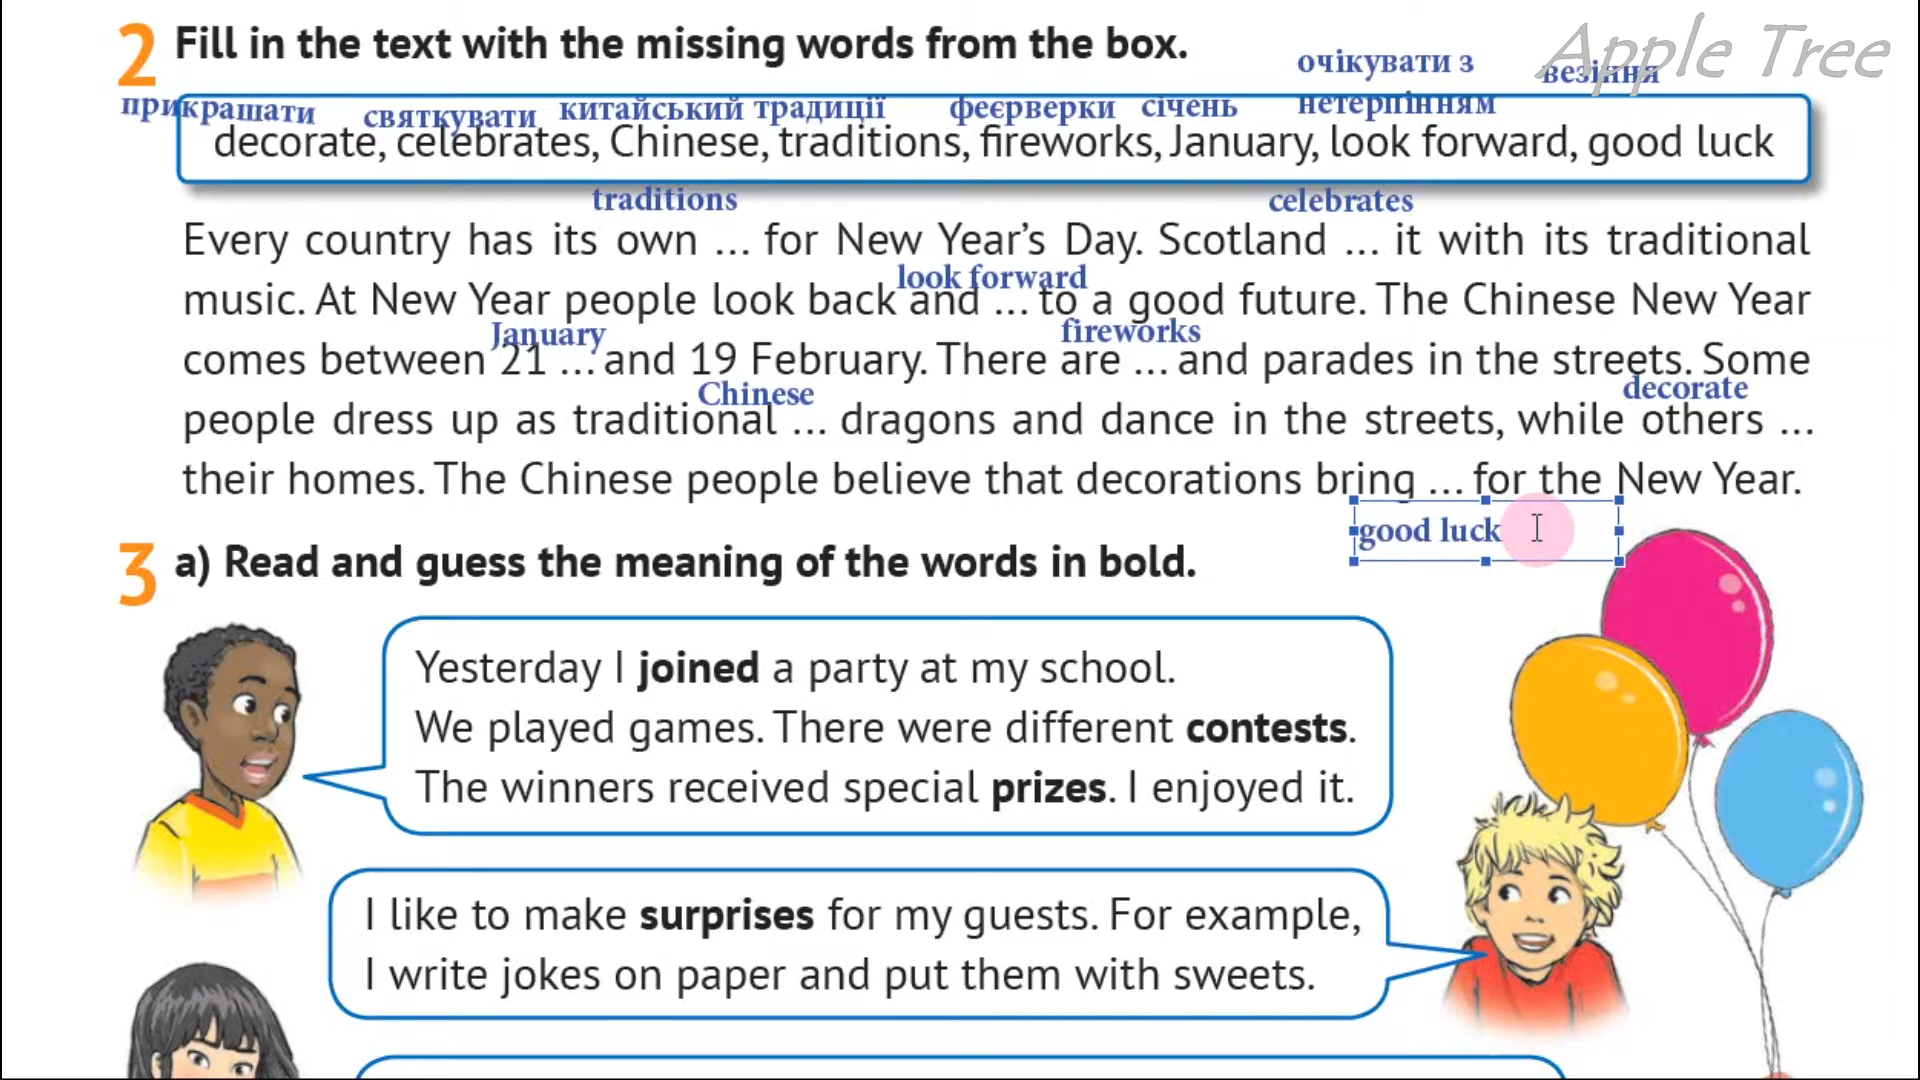 Apple Tree
2 Fill in the text with the missing words from the box.
очікувати з
нетерпінням
везіння
прикрашати святкувати китайський традиції феєрверки січень
decorate, celebrates, Chinese, traditions, fireworks, January, look forward, good luck
traditions celebrates
Every country has its own ... for New Year’s Day. Scotland ... it with its traditional
look forward
music. At New Year people look back and ... to a good future. The Chinese New Year
January fireworks
comes between 21 ... and 19 February. There are ... and parades in the streets. Some
Chinese decorate
people dress up as traditional ... dragons and dance in the streets, while others ...
their homes. The Chinese people believe that decorations bring ... for the New Year.
good luck
3 a) Read and guess the meaning of the words in bold.
Yesterday I joined a party at my school.
We played games. There were different contests.
The winners received special prizes. I enjoyed it.
I like to make surprises for my guests. For example,
I write jokes on paper and put them with sweets.